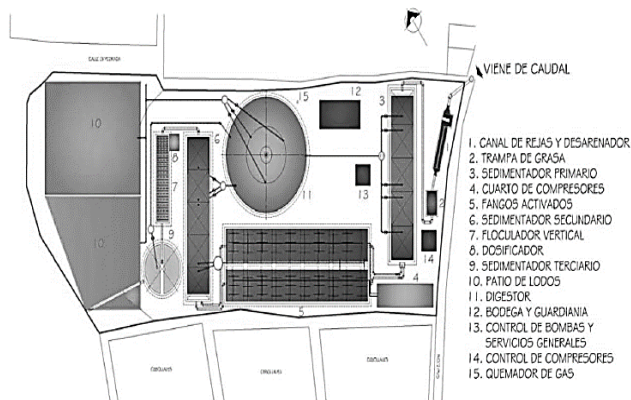 VIENE DE CAUDAL
1. CANAL DE REJAS Y DESARENADOR
2. TRAMPA DE GRASA
3. SEDIMENTADOR PRIMARIO
4. CUARTO DE COMPRESORES
5. FANGOS ACTIVADOS
6. SEDIMENTADOR SECUNDARIO
7. FLOCULADOR VERTICAL
8. DOSIFICADOR
9. SEDIMENTADOR TERCIARIO
10. PATIO DE LODOS
11. DIGESTOR
12. BODEGA Y GUARDIANIA
13. CONTROL DE BOMBAS Y
SERVICIOS GENERALES
14. CONTROL DE COMPRESORES
15. QUEMADOR DE GAS
10
15
12
3
6
8
7
13
11
2
14
9
10
4
1
5